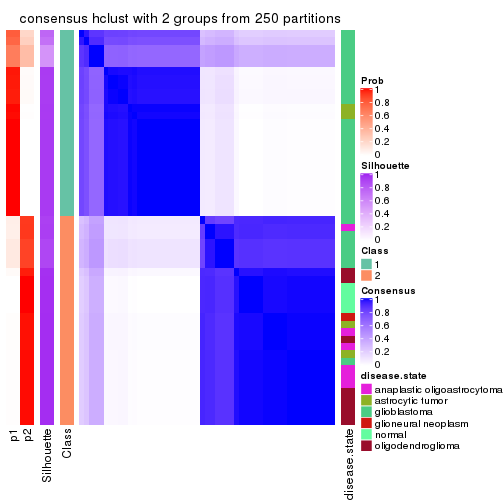 consensus hclust with 2 groups from 250 partitions
Prob
1
0.8
0.6
0.4
0.2
0
Silhouette
1
0.8
0.6
0.4
0.2
0
Class
1
2
Consensus
1
0.8
0.6
0.4
0.2
0
disease.state
anaplastic oligoastrocytoma
astrocytic tumor
glioblastoma
glioneural neoplasm
normal
oligodendroglioma
p1
p2
Silhouette
Class
disease.state